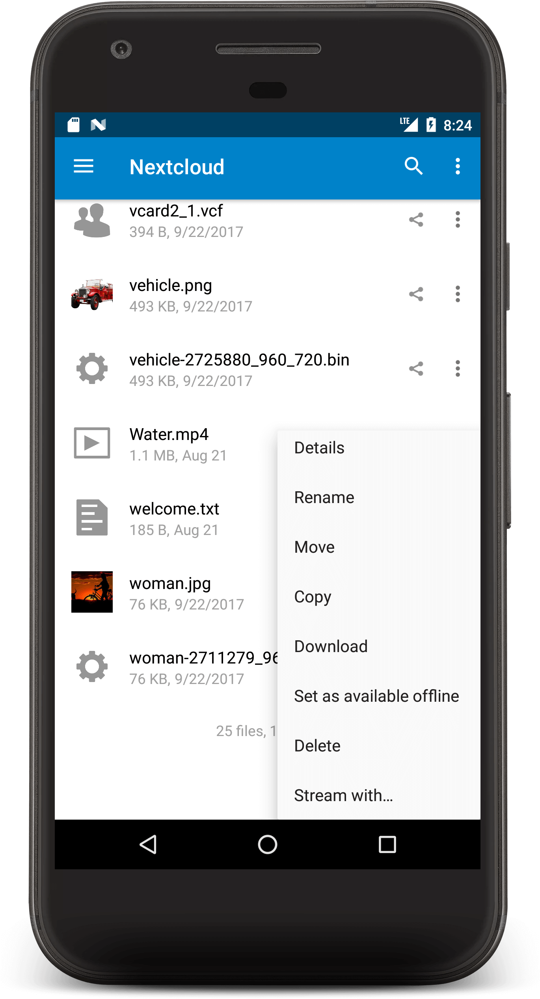 LTE 8:24
Nextcloud
vcard2_1.vcf
394 B, 9/22/2017
vehicle.png
493 KB, 9/22/2017
vehicle-2725880_960_720.bin
493 KB, 9/22/2017
Water.mp4
1.1 MB, Aug 21
welcome.txt
185 B, Aug 21
woman.jpg
76 KB, 9/22/2017
woman-2711279_96
76 KB, 9/22/2017
25 files, 1
Details
Rename
Move
Copy
Download
Set as available offline
Delete
Stream with...